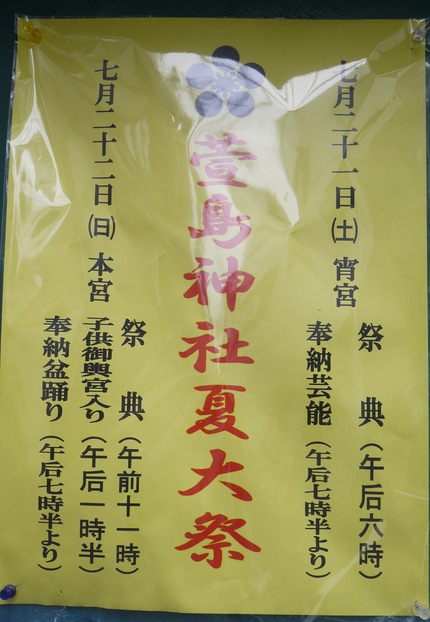 七月二十一日(土)宵宮
祭典(午后六時)
奉納芸能(午后七時半より)
萱島神社夏大祭
七月二十二日(日)本宮
祭典(午前十一時)
子供御輿宮入り(午后一時半)
奉納盆踊り(午后七時半より)